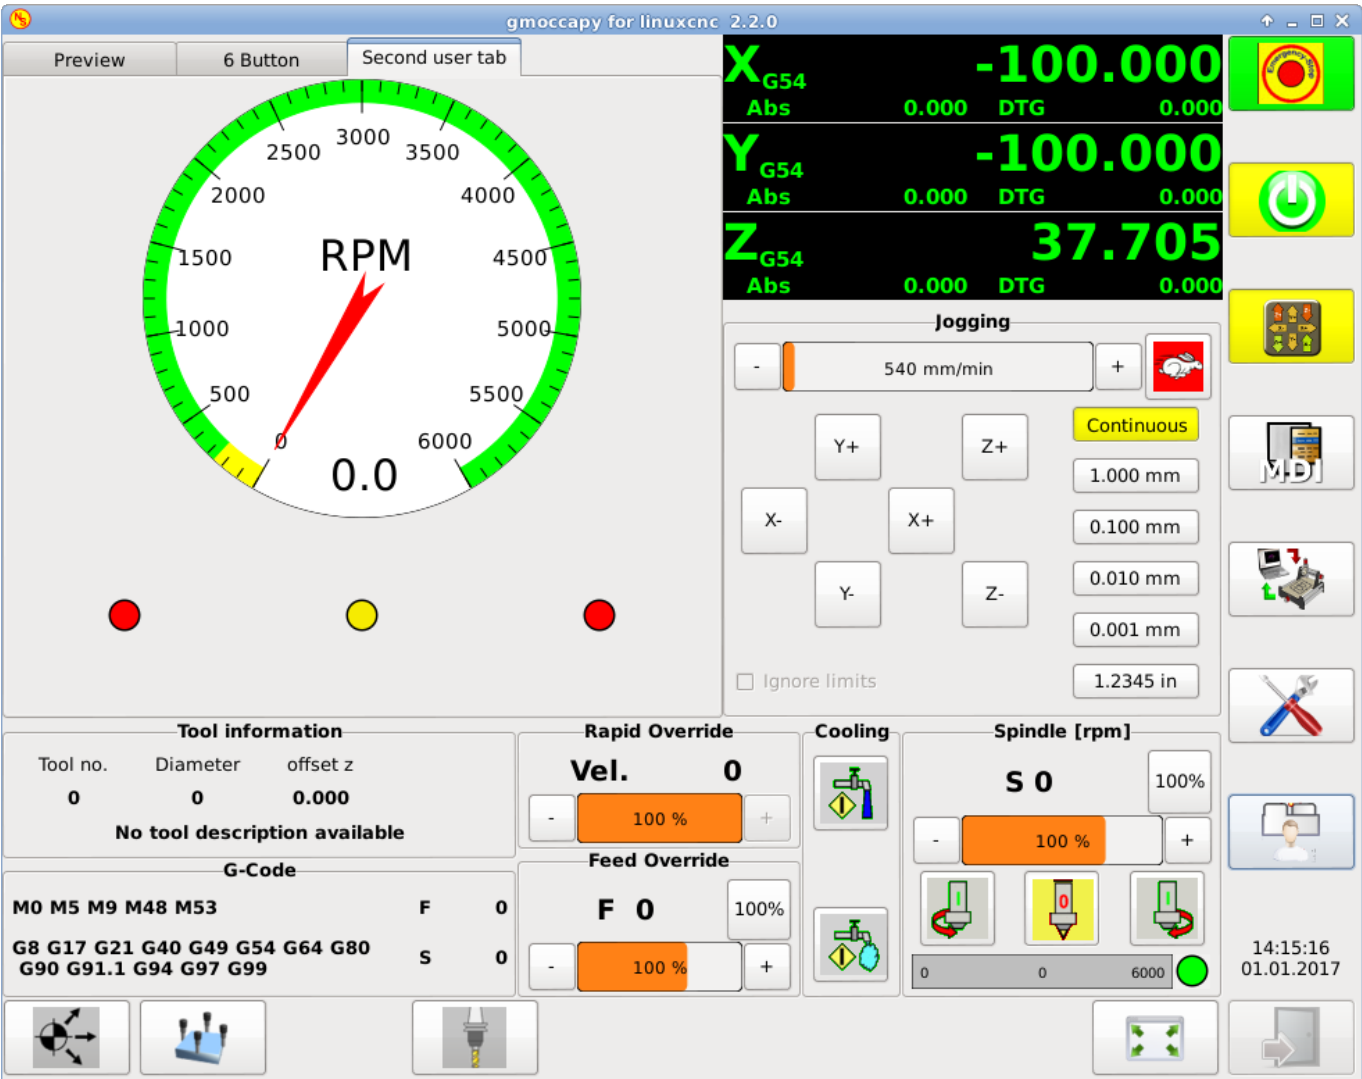 gmoccapy for linuxcnc 2.2.0
Preview
6 Button
Second user tab
3000
2500
3500
2000
4000
1500
4500
RPM
1000
5000
500
5500
0
6000
0.0
X G54 -100.000
Abs 0.000 DTG 0.000
Y G54 -100.000
Abs 0.000 DTG 0.000
Z G54 37.705
Abs 0.000 DTG 0.000
Emergency-Stop
Jogging
- 540 mm/min +
Y+
Z+
X-
X+
Y-
Z-
Continuous
1.000 mm
0.100 mm
0.010 mm
0.001 mm
1.2345 in
Ignore limits
MDI
Tool information
Tool no. Diameter offset z
0 0 0.000
No tool description available
G-Code
M0 M5 M9 M48 M53
F 0
G8 G17 G21 G40 G49 G54 G64 G80
G90 G91.1 G94 G97 G99
S 0
Rapid Override
Vel. 0
- 100 % +
Feed Override
F 0 100%
- 100 % +
Cooling
Spindle [rpm]
S 0 100%
- 100 % +
I 0 I
0 0 6000
14:15:16
01.01.2017